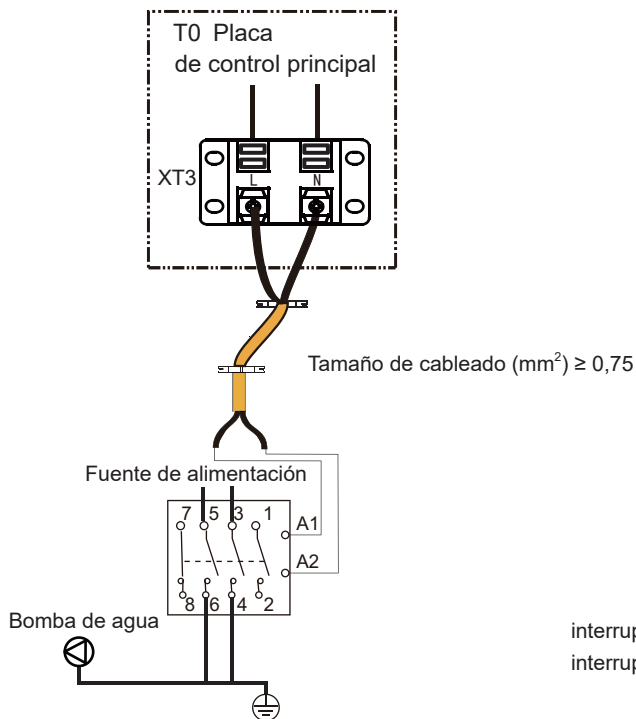 T0 Placa
de control principal
XT3
L N
Tamaño de cableado (mm²) ≥ 0,75
Fuente de alimentación
7 5 3 1
A1
A2
8 6 4 2
Bomba de agua
interrup
interrup